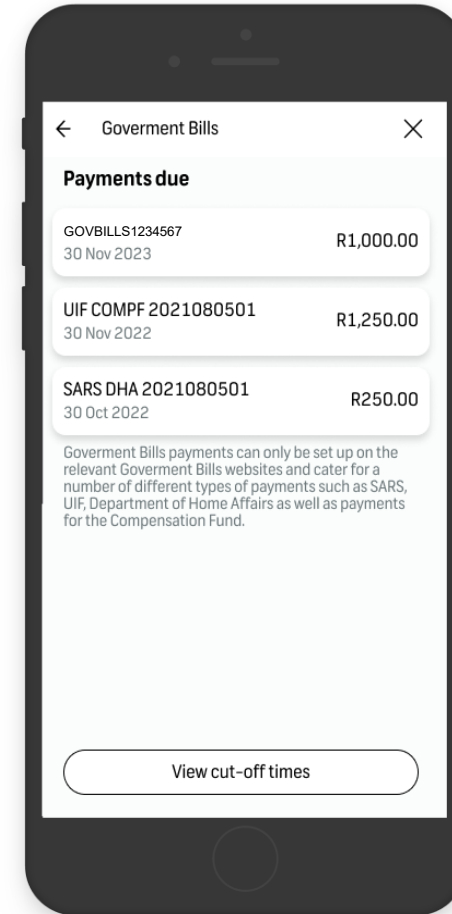 Goverment Bills
Payments due
GOVBILLS1234567
R1,000.00
30 Nov 2023
UIF COMPF 2021080501
R1,250.00
30 Nov 2022
SARS DHA 2021080501
R250.00
30 Oct 2022
Goverment Bills payments can only be set up on the
relevant Goverment Bills websites and cater for a
number of different types of payments such as SARS,
UIF, Department of Home Affairs as well as payments
for the Compensation Fund.
View cut-off times